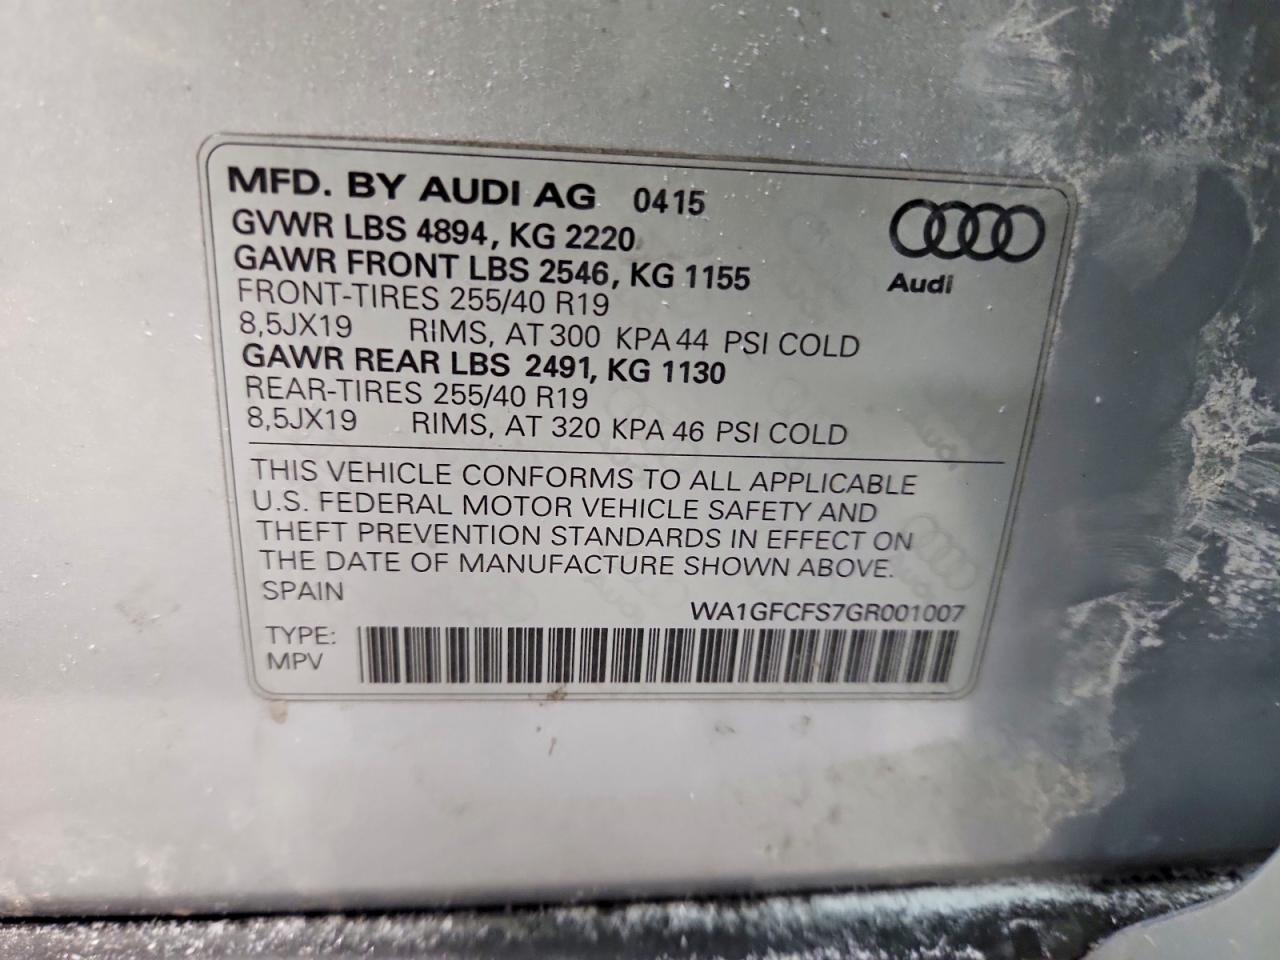 MFD. BY AUDI AG 0415
GVWR LBS 4894, KG 2220
GAWR FRONT LBS 2546, KG 1155
FRONT-TIRES 255/40 R19
8,5JX19 RIMS, AT 300 KPA 44 PSI COLD
GAWR REAR LBS 2491, KG 1130
REAR-TIRES 255/40 R19
8,5JX19 RIMS, AT 320 KPA 46 PSI COLD
Audi
THIS VEHICLE CONFORMS TO ALL APPLICABLE
U.S. FEDERAL MOTOR VEHICLE SAFETY AND
THEFT PREVENTION STANDARDS IN EFFECT ON
THE DATE OF MANUFACTURE SHOWN ABOVE.
SPAIN
WA1GFCFS7GR001007
TYPE:
MPV